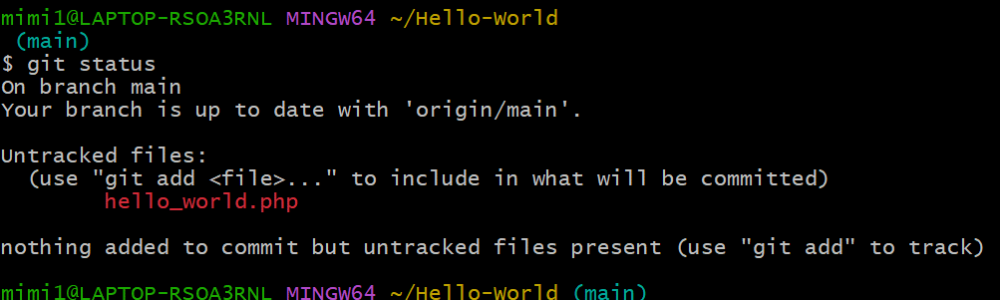 mimi1@LAPTOP-RSOA3RNL MINGW64 ~/Hello-World
(main)
$ git status
On branch main
Your branch is up to date with 'origin/main'.
Untracked files:
(use "git add <file>..." to include in what will be committed)
hello_world.php
nothing added to commit but untracked files present (use "git add" to track)
mimi1@LAPTOP-RSOA3RNL MINGW64 ~/Hello-World (main)